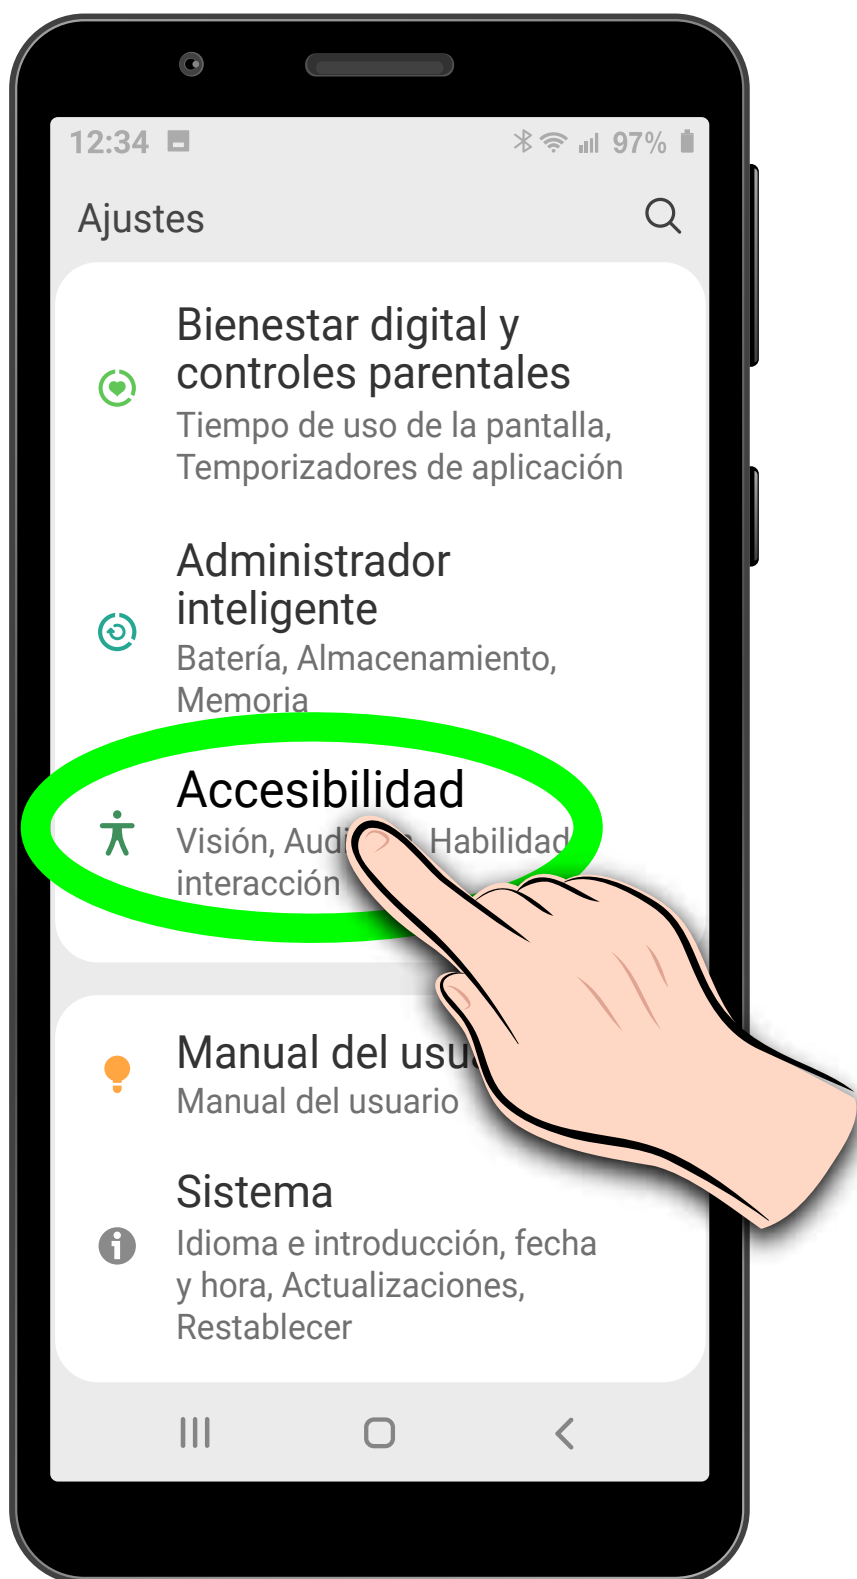 12:34 97%
Ajustes
Bienestar digital y
controles parentales
Tiempo de uso de la pantalla,
Temporizadores de aplicación
Administrador
inteligente
Batería, Almacenamiento,
Memoria
Accesibilidad
Visión, Habilidad
interacción
Manual del
Manual del usuario
Sistema
Idioma e introducción, fecha
y hora, Actualizaciones,
Restablecer